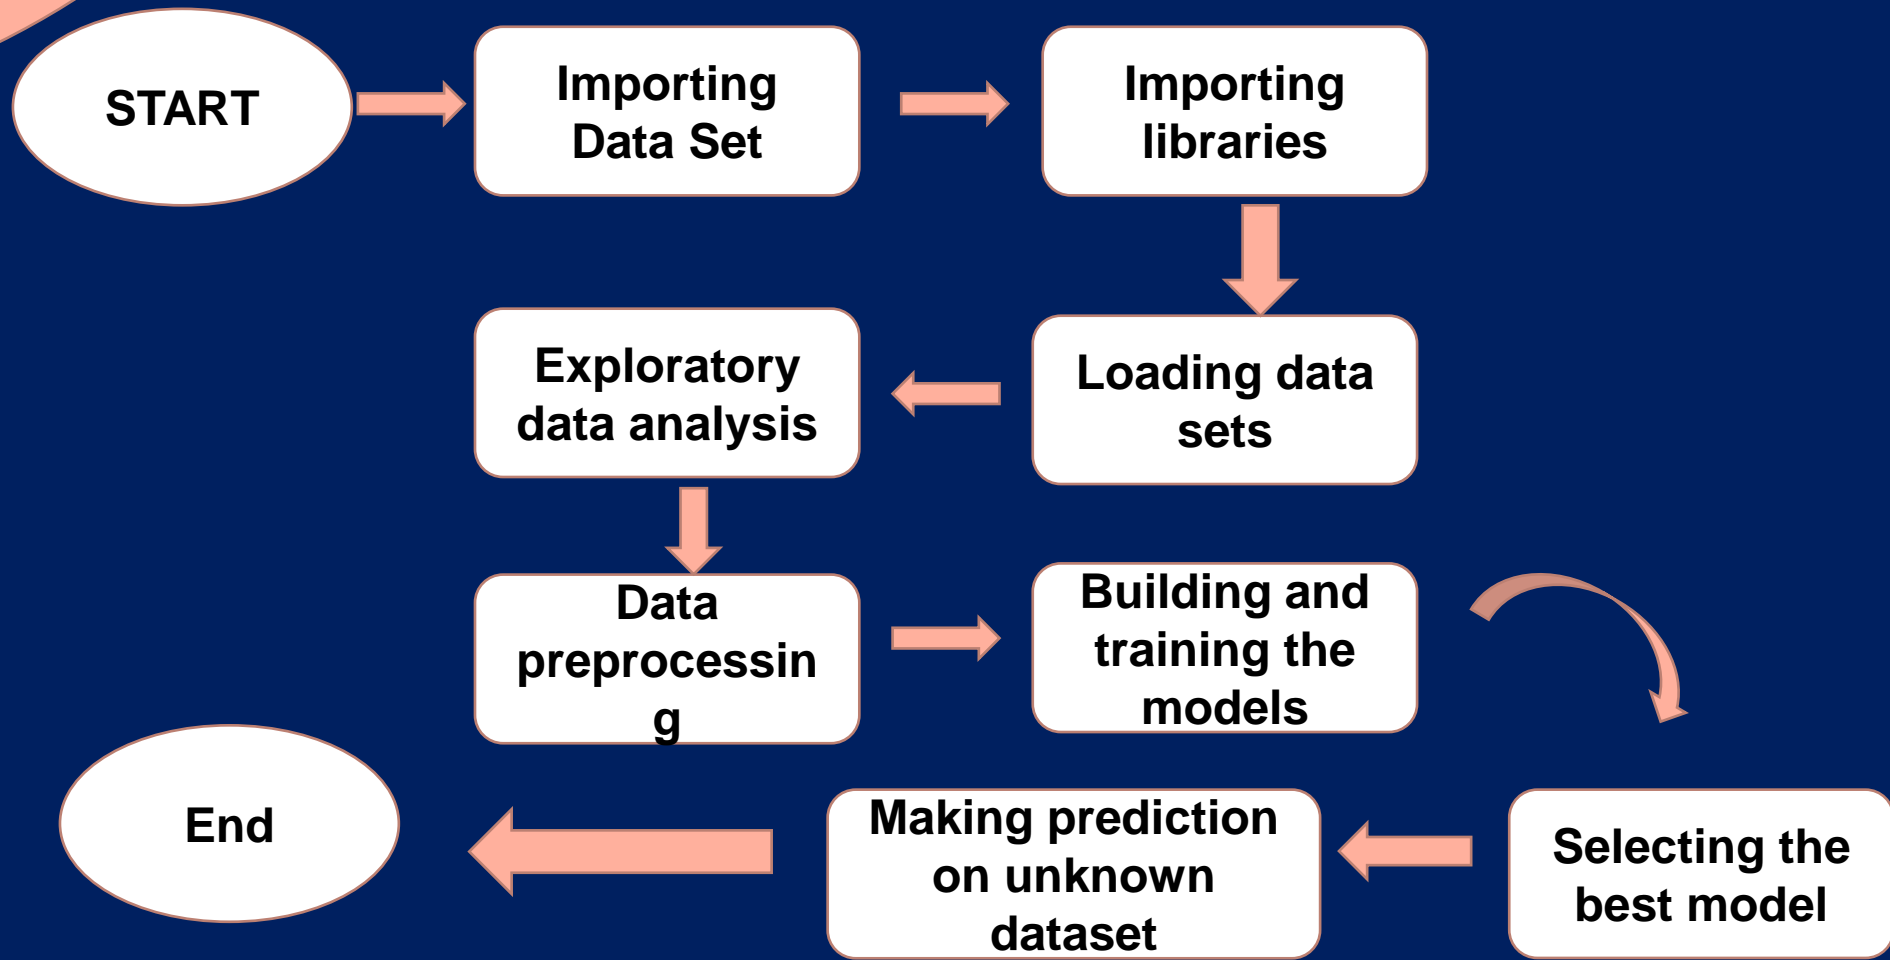 START
Importing
Data Set
Importing
libraries
Loading data
sets
Exploratory
data analysis
Data
preprocessin
g
Building and
training the
models
Selecting the
best model
Making prediction
on unknown
dataset
End